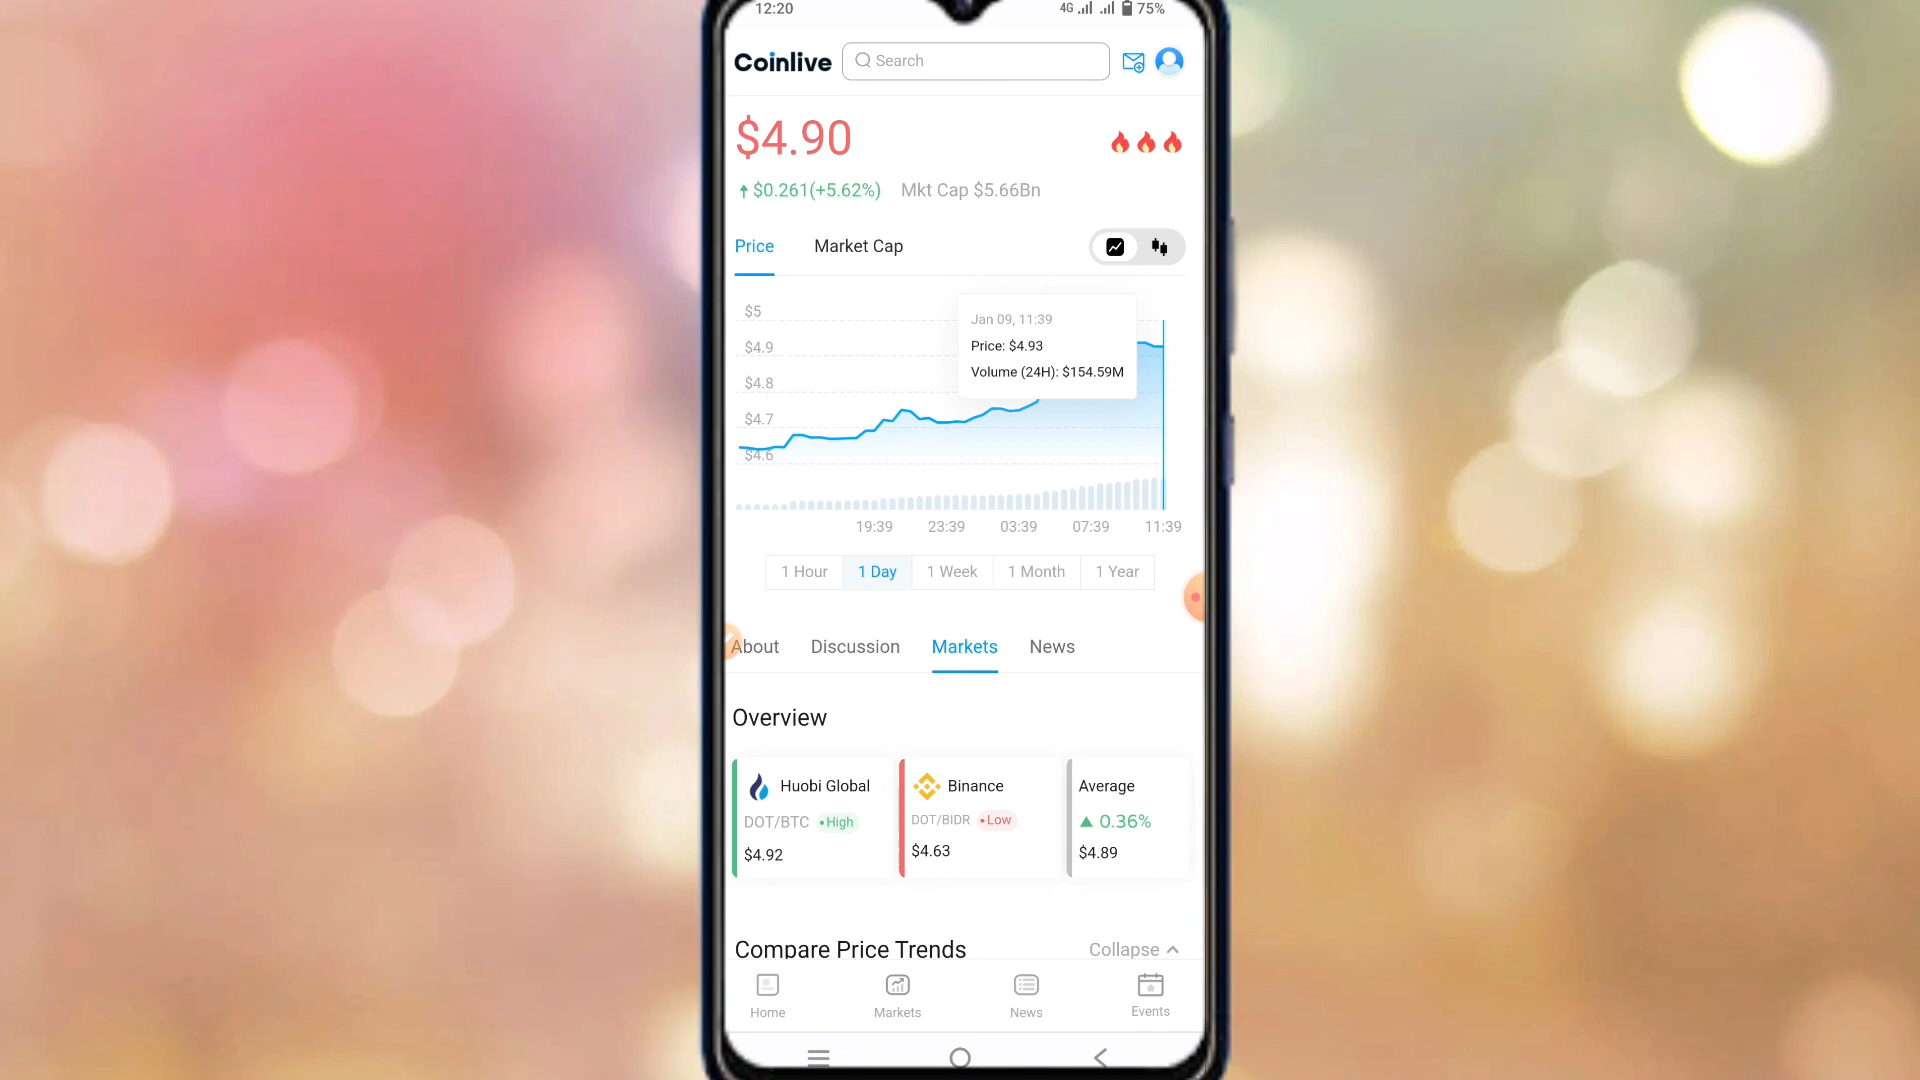 12:20 4G 75%
Coinlive Search
$4.90
$0.261(+5.62%) Mkt Cap $5.66Bn
Price Market Cap
$5
$4.9
$4.8
$4.7
$4.6
Jan 09, 11:39
Price: $4.93
Volume (24H): $154.59M
19:39 23:39 03:39 07:39 11:39
1 Hour 1 Day 1 Week 1 Month 1 Year
About Discussion Markets News
Overview
Huobi Global
DOT/BTC •High
$4.92
Binance
DOT/BIDR •Low
$4.63
Average
0.36%
$4.89
Compare Price Trends Collapse
Home Markets News Events